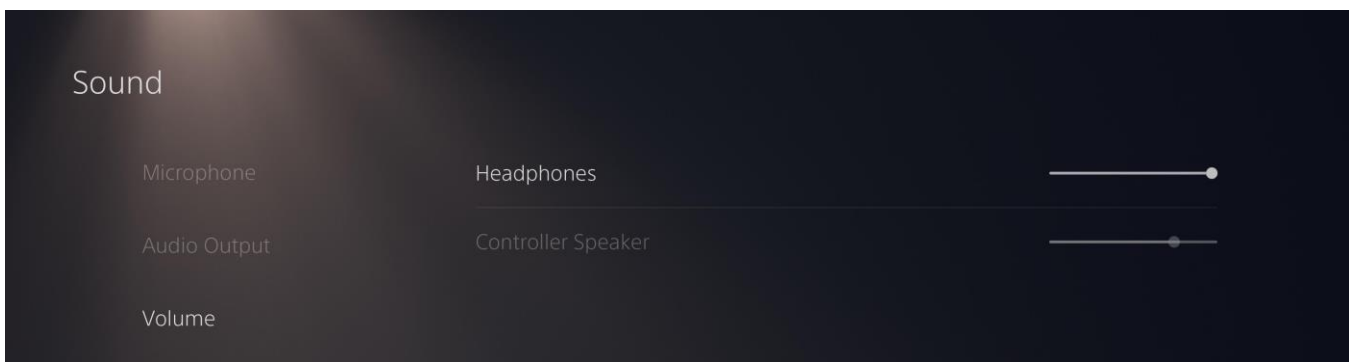 Sound
Microphone
Headphones
Audio Output
Controller Speaker
Volume